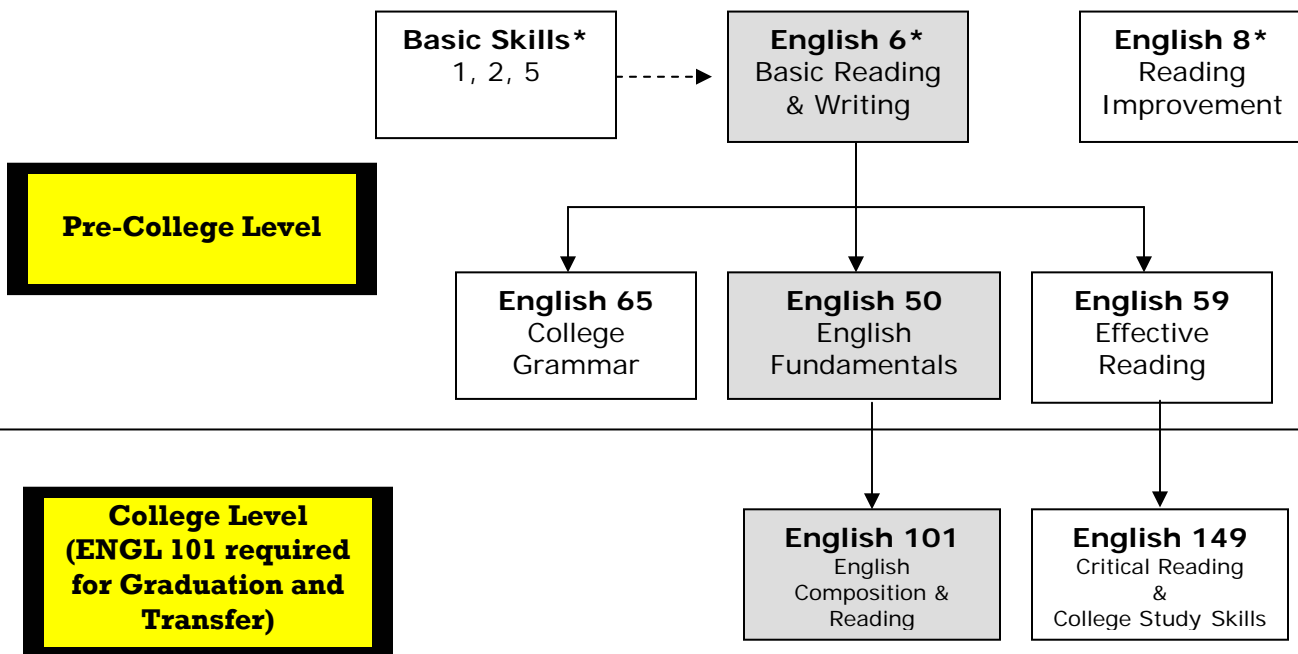 Basic Skills*
1, 2, 5
English 6*
Basic Reading
& Writing
English 8*
Reading
Improvement
Pre-College Level
English 65
College
Grammar
English 50
English
Fundamentals
English 59
Effective
Reading
College Level
(ENGL 101 required
for Graduation and
Transfer)
English 101
English
Composition &
Reading
English 149
Critical Reading
&
College Study Skills